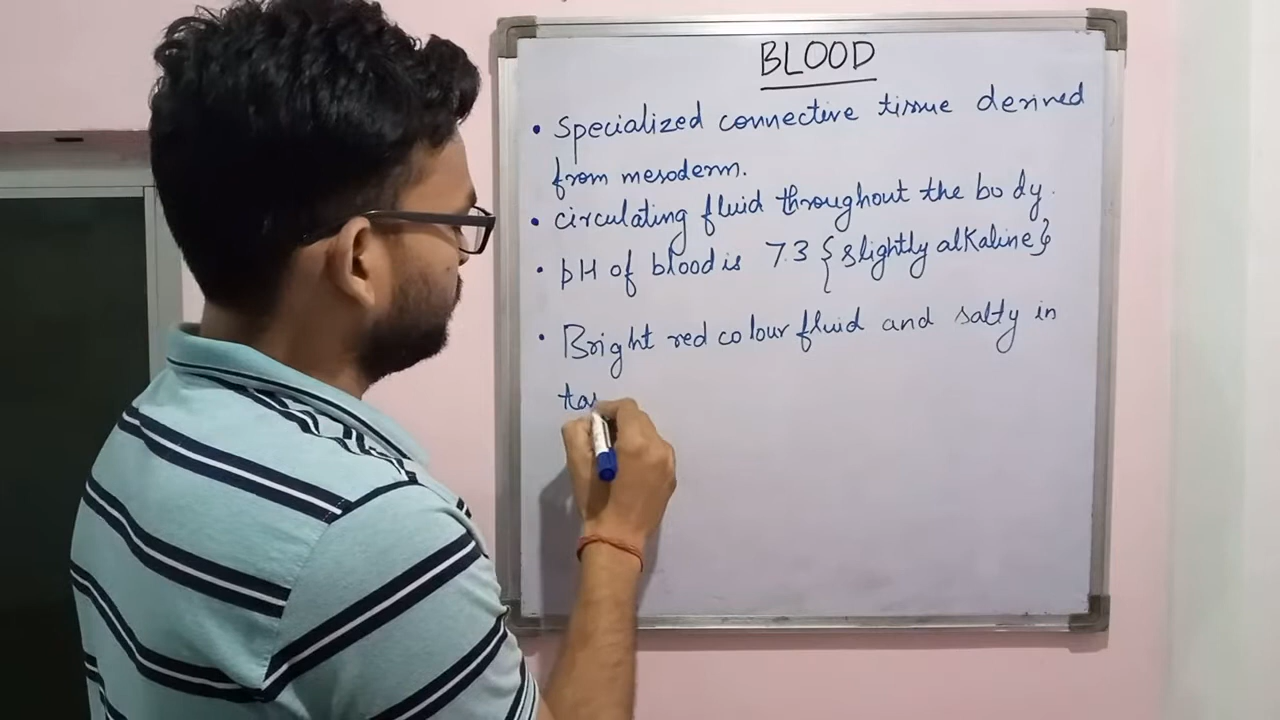 BLOOD
• Specialized connective tissue derived
from mesoderm.
• circulating fluid throughout the body.
• pH of blood is 7.3 {slightly alkaline}
• Bright red colour fluid and salty in
tas